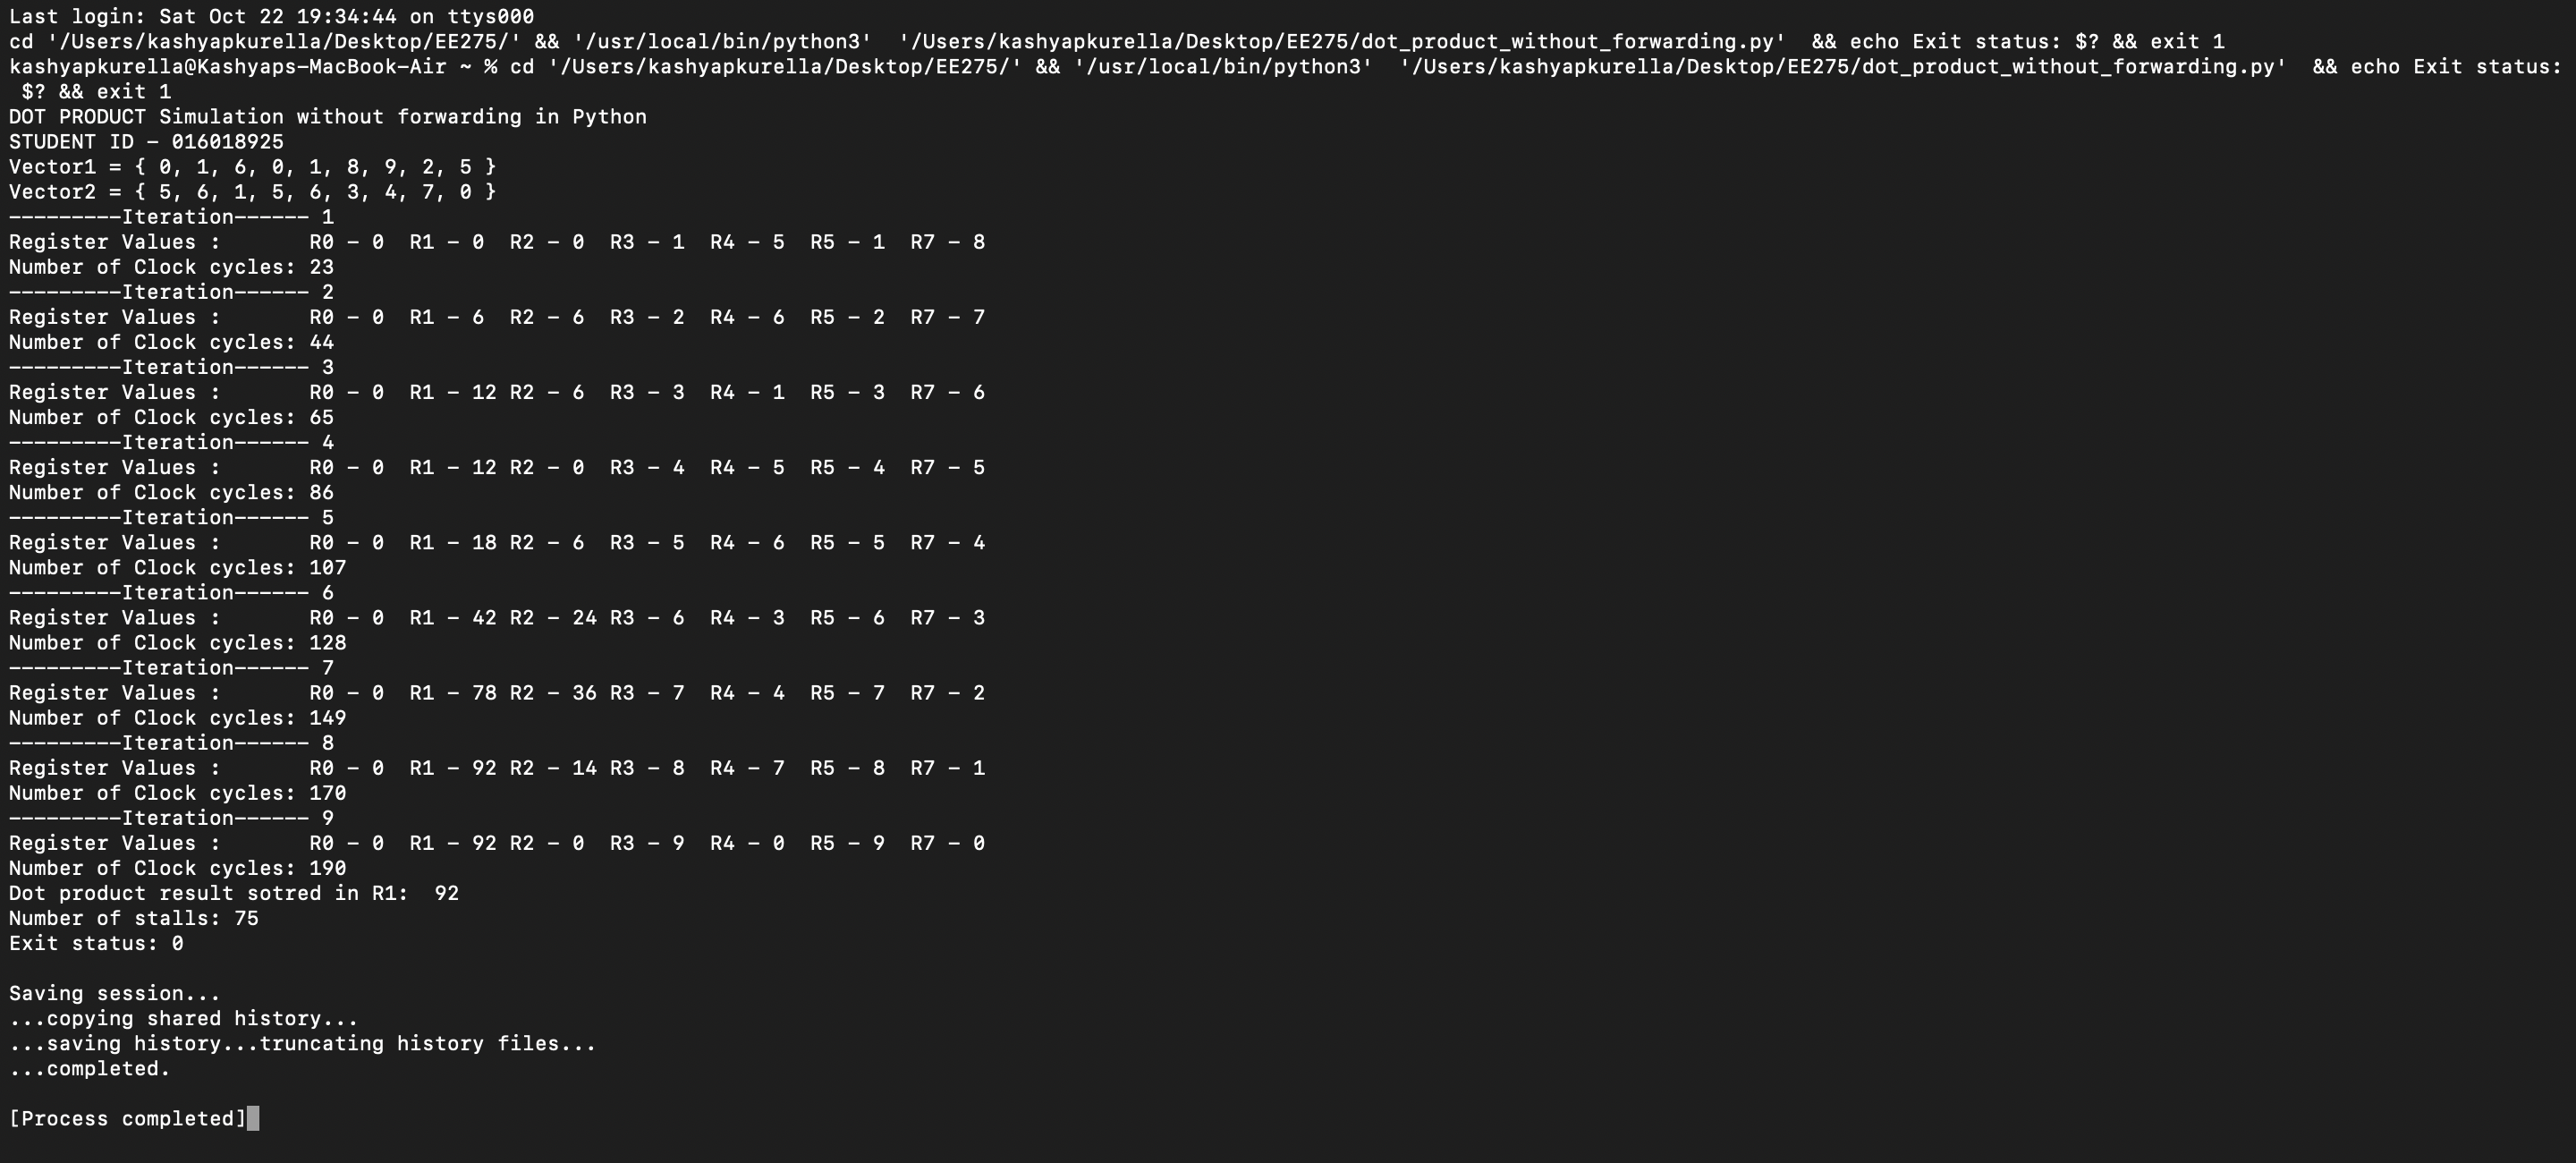 Last login: Sat Oct 22 19:34:44 on ttys000
cd '/Users/kashyapkurella/Desktop/EE275/' && '/usr/local/bin/python3'  '/Users/kashyapkurella/Desktop/EE275/dot_product_without_forwarding.py'  && echo Exit status: $? && exit 1
kashyapkurella@Kashyaps-MacBook-Air ~ % cd '/Users/kashyapkurella/Desktop/EE275/' && '/usr/local/bin/python3'  '/Users/kashyapkurella/Desktop/EE275/dot_product_without_forwarding.py'  && echo Exit status:
 $? && exit 1
DOT PRODUCT Simulation without forwarding in Python
STUDENT ID - 016018925
Vector1 = { 0, 1, 6, 0, 1, 8, 9, 2, 5 }
Vector2 = { 5, 6, 1, 5, 6, 3, 4, 7, 0 }
---------Iteration------ 1
Register Values :       R0 - 0  R1 - 0  R2 - 0  R3 - 1  R4 - 5  R5 - 1  R7 - 8
Number of Clock cycles: 23
---------Iteration------ 2
Register Values :       R0 - 0  R1 - 6  R2 - 6  R3 - 2  R4 - 6  R5 - 2  R7 - 7
Number of Clock cycles: 44
---------Iteration------ 3
Register Values :       R0 - 0  R1 - 12 R2 - 6  R3 - 3  R4 - 1  R5 - 3  R7 - 6
Number of Clock cycles: 65
---------Iteration------ 4
Register Values :       R0 - 0  R1 - 12 R2 - 0  R3 - 4  R4 - 5  R5 - 4  R7 - 5
Number of Clock cycles: 86
---------Iteration------ 5
Register Values :       R0 - 0  R1 - 18 R2 - 6  R3 - 5  R4 - 6  R5 - 5  R7 - 4
Number of Clock cycles: 107
---------Iteration------ 6
Register Values :       R0 - 0  R1 - 42 R2 - 24 R3 - 6  R4 - 3  R5 - 6  R7 - 3
Number of Clock cycles: 128
---------Iteration------ 7
Register Values :       R0 - 0  R1 - 78 R2 - 36 R3 - 7  R4 - 4  R5 - 7  R7 - 2
Number of Clock cycles: 149
---------Iteration------ 8
Register Values :       R0 - 0  R1 - 92 R2 - 14 R3 - 8  R4 - 7  R5 - 8  R7 - 1
Number of Clock cycles: 170
---------Iteration------ 9
Register Values :       R0 - 0  R1 - 92 R2 - 0  R3 - 9  R4 - 0  R5 - 9  R7 - 0
Number of Clock cycles: 190
Dot product result sotred in R1:  92
Number of stalls: 75
Exit status: 0

Saving session...
...copying shared history...
...saving history...truncating history files...
...completed.

[Process completed]